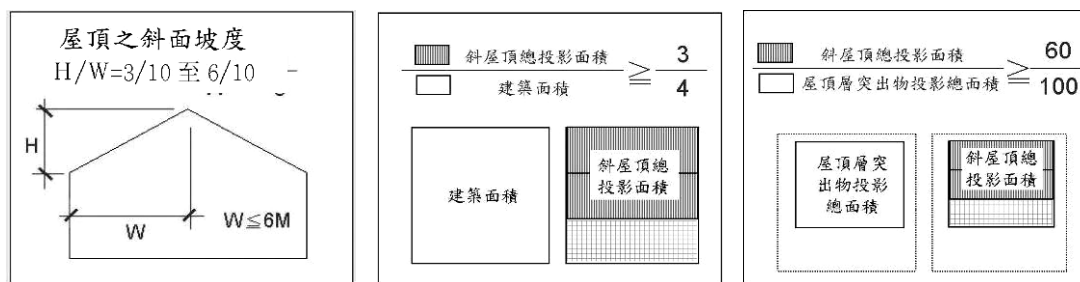 屋頂之斜面坡度
H/W=3/10 至 6/10
H
W
W≦6M
斜屋頂總投影面積
建築面積
≧
3
4
建築面積
斜屋頂總
投影面積
斜屋頂總投影面積
屋頂層突出物投影總面積
≧
60
100
屋頂層突
出物投影
總面積
斜屋頂總
投影面積